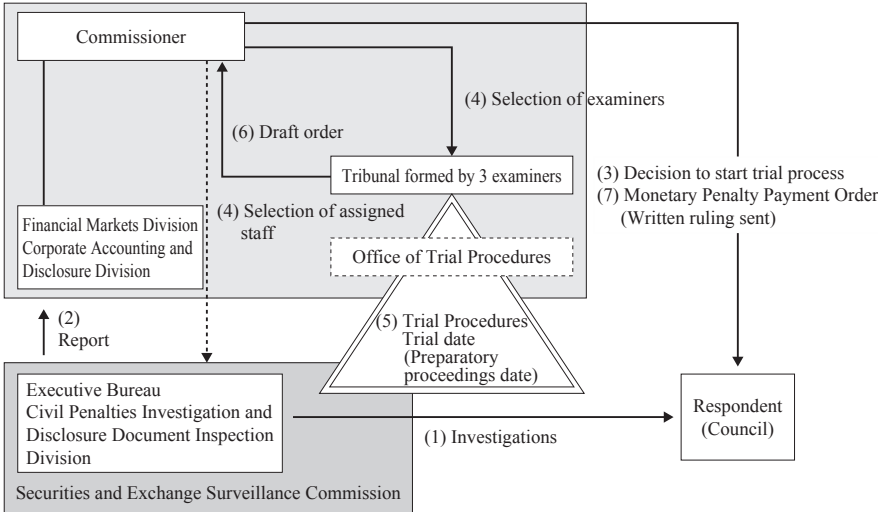 Commissioner
(4) Selection of examiners
(6) Draft order
Tribunal formed by 3 examiners
(3) Decision to start trial process
(7) Monetary Penalty Payment Order
(Written ruling sent)
(4) Selection of assigned
staff
Financial Markets Division
Corporate Accounting and
Disclosure Division
Office of Trial Procedures
(2)
Report
(5) Trial Procedures
Trial date
(Preparatory
proceedings date)
Executive Bureau
Civil Penalties Investigation and
Disclosure Document Inspection
Division
(1) Investigations
Respondent
(Council)
Securities and Exchange Surveillance Commission